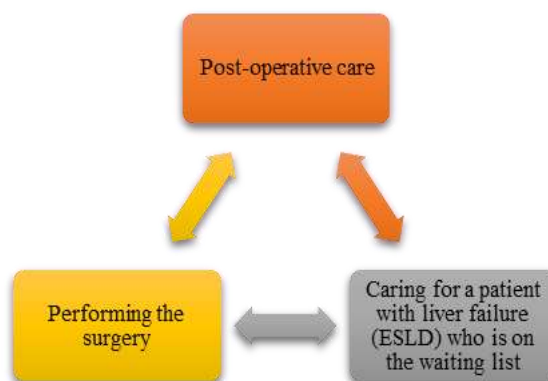 Post-operative care
Performing the
surgery
Caring for a patient
with liver failure
(ESLD) who is on
the waiting list